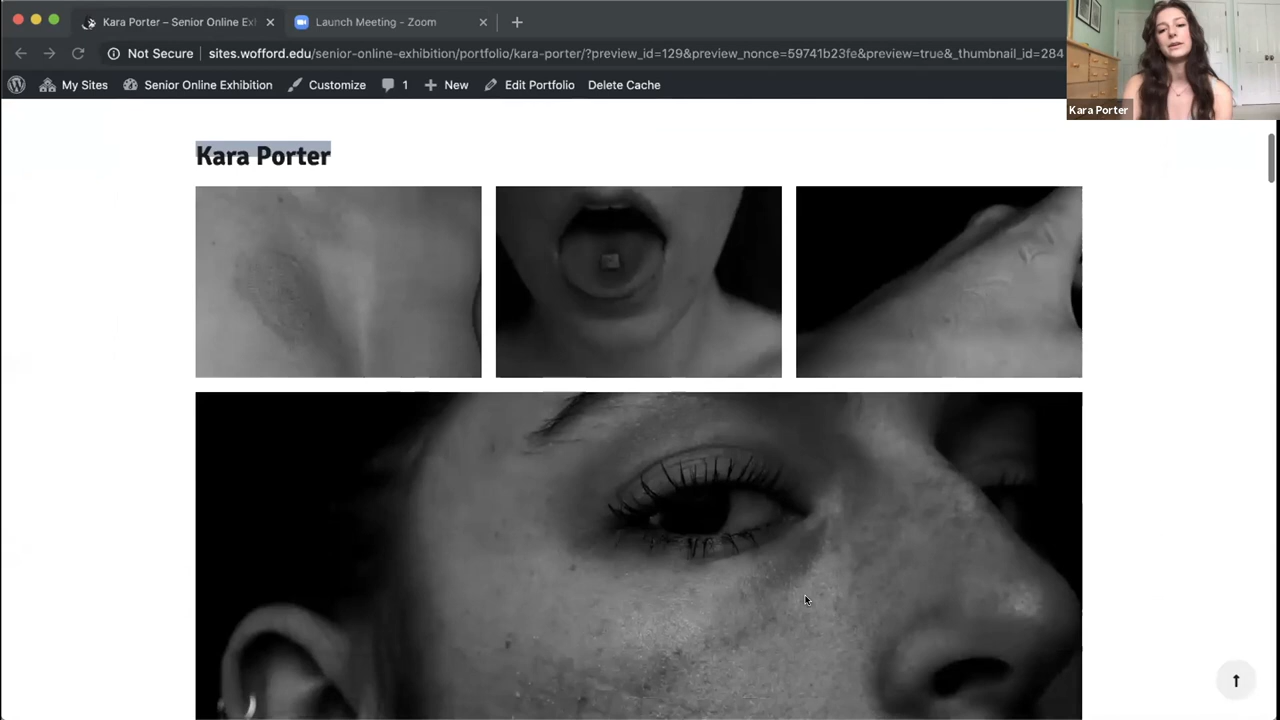 Kara Porter – Senior Online Ex
Launch Meeting - Zoom
Not Secure
sites.wofford.edu/senior-online-exhibition/portfolio/kara-porter/?preview_id=129&preview_nonce=59741b23fe&preview=true&_thumbnail_id=284
My Sites
Senior Online Exhibition
Customize
1
New
Edit Portfolio
Delete Cache
Kara Porter
Kara Porter